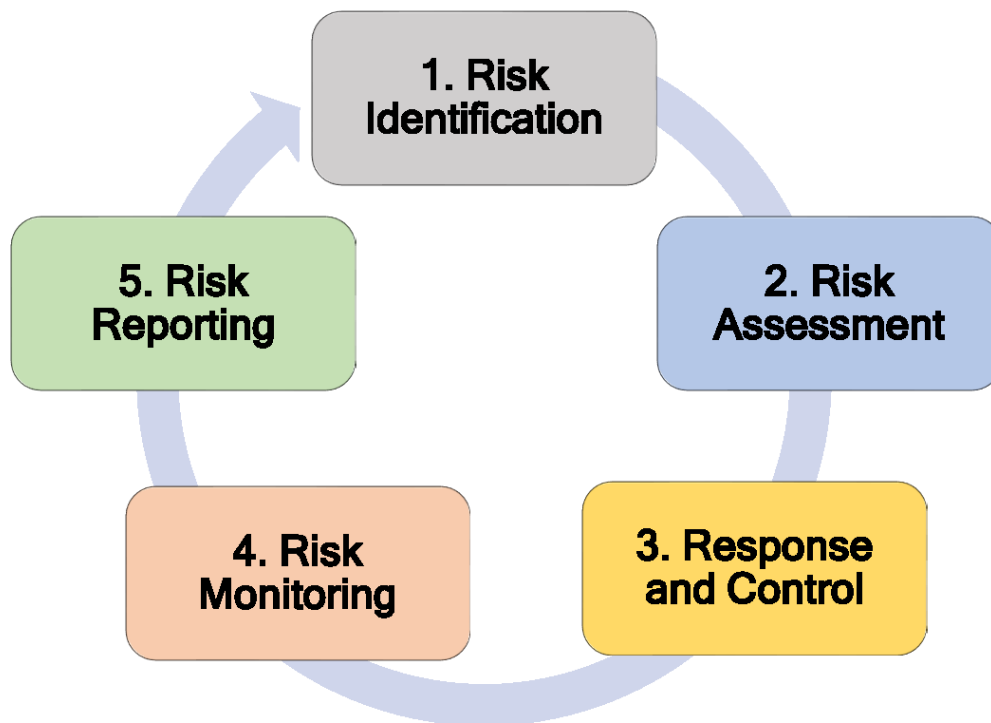 1. Risk
Identification
2. Risk
Assessment
3. Response
and Control
4. Risk
Monitoring
5. Risk
Reporting